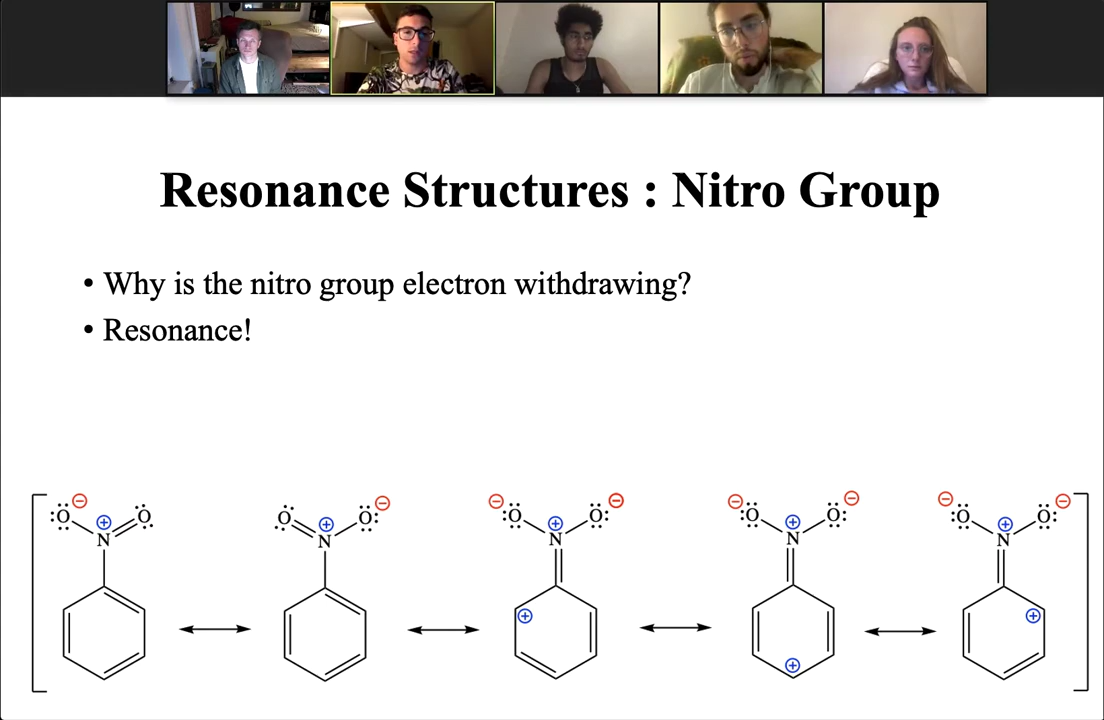 Resonance Structures : Nitro Group
• Why is the nitro group electron withdrawing?
• Resonance!
O N O
O N O
O N O
O N O
O N O